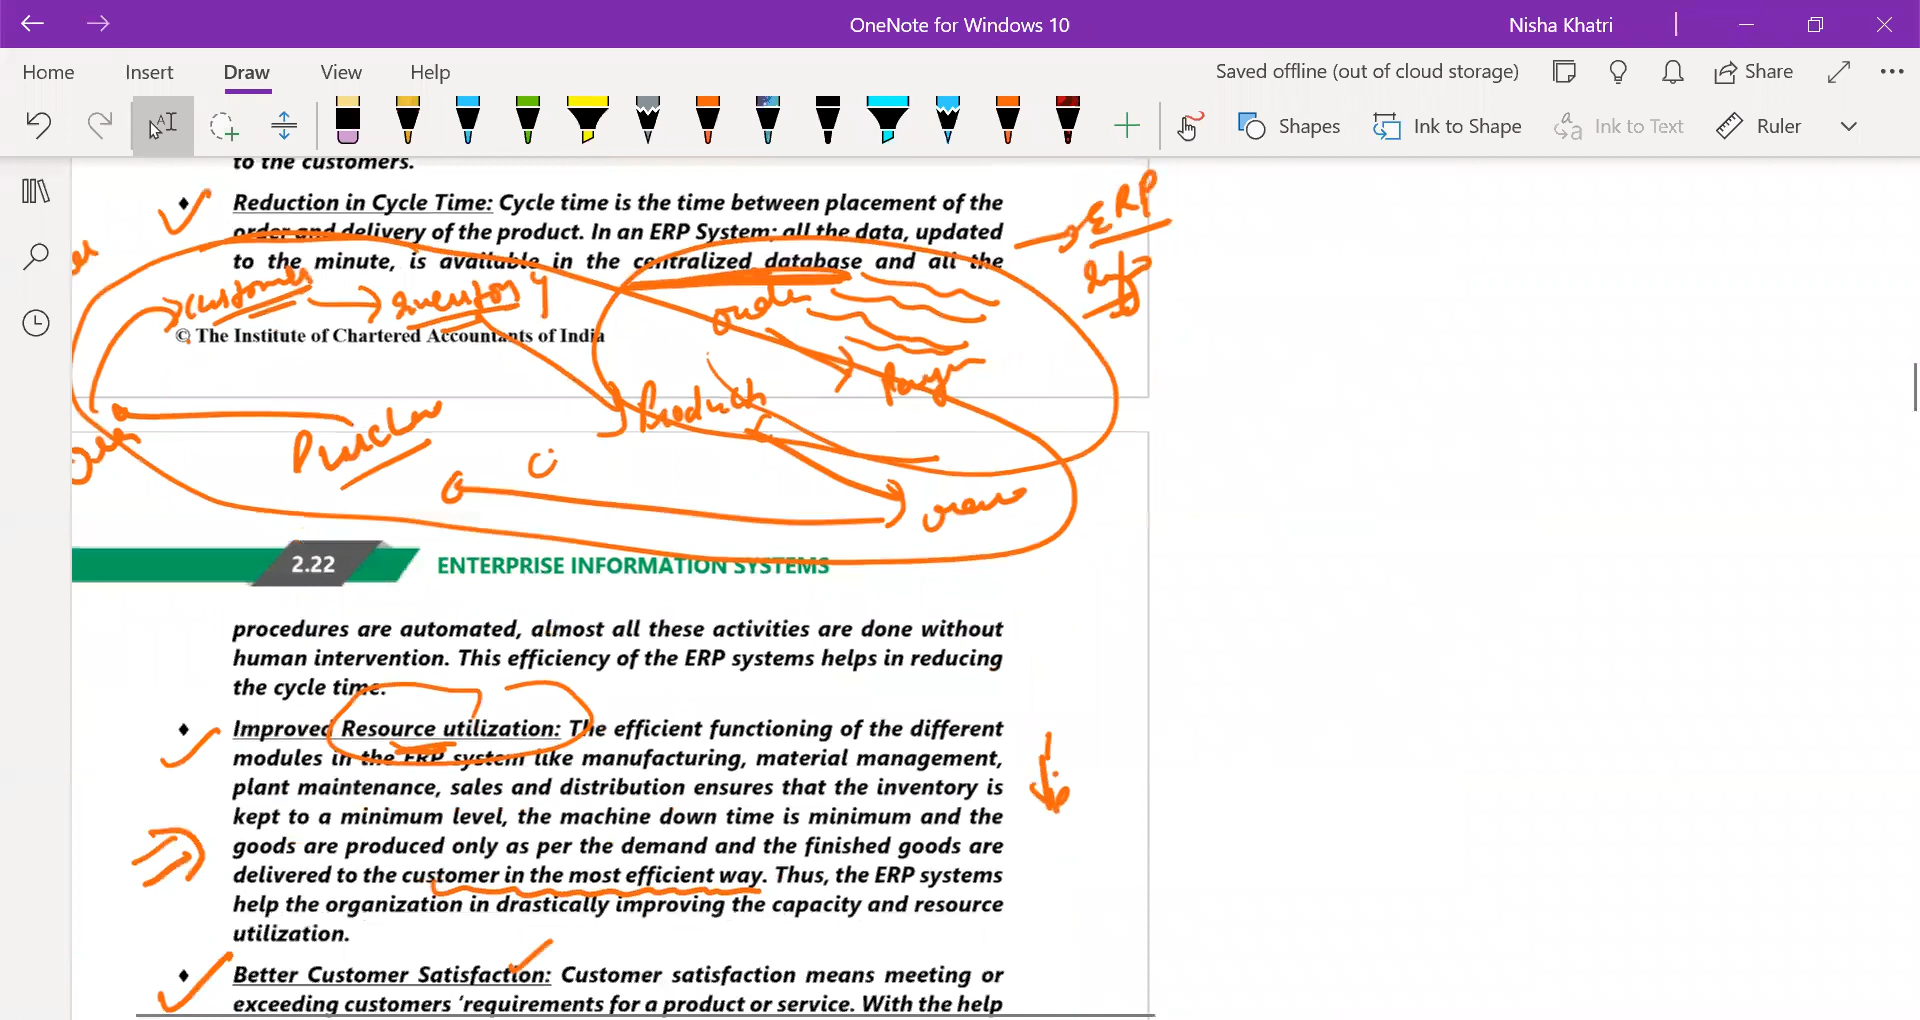 OneNote for Windows 10
Nisha Khatri
Home Insert Draw View Help
Saved offline (out of cloud storage)
Share
Shapes
Ink to Shape
Ink to Text
Ruler
to the customers.
♦ Reduction in Cycle Time: Cycle time is the time between placement of the
order and delivery of the product. In an ERP System; all the data, updated
to the minute, is available in the centralized database and all the
ERP
Customer
Inventory
order
© The Institute of Chartered Accountants of India
Products
2.22 ENTERPRISE INFORMATION SYSTEMS
procedures are automated, almost all these activities are done without
human intervention. This efficiency of the ERP systems helps in reducing
the cycle time.
♦ Improved Resource utilization: The efficient functioning of the different
modules in the ERP system like manufacturing, material management,
plant maintenance, sales and distribution ensures that the inventory is
kept to a minimum level, the machine down time is minimum and the
goods are produced only as per the demand and the finished goods are
delivered to the customer in the most efficient way. Thus, the ERP systems
help the organization in drastically improving the capacity and resource
utilization.
♦ Better Customer Satisfaction: Customer satisfaction means meeting or
exceeding customers 'requirements for a product or service. With the help